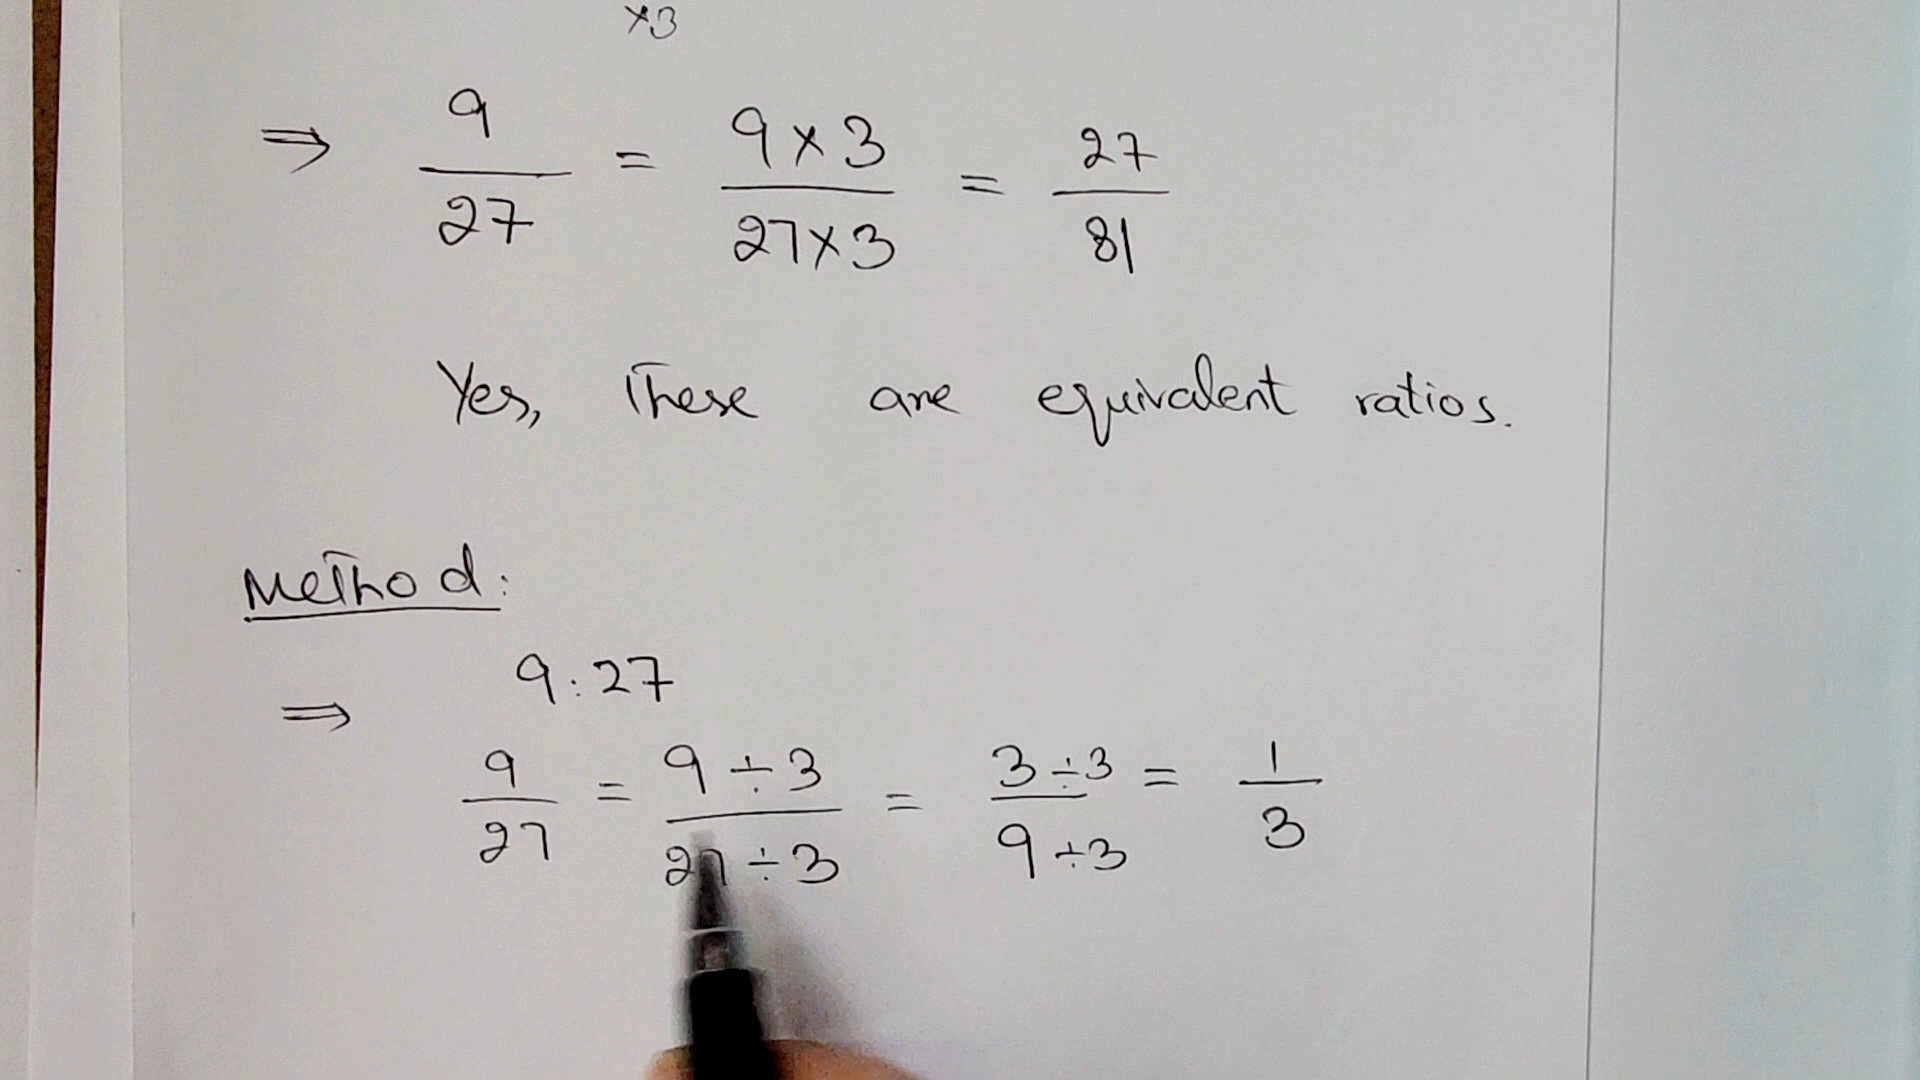 ×3
⇒ 9/27 = 9×3/27×3 = 27/81
Yes, These are equivalent ratios.
Method:
⇒ 9:27
9/27 = 9÷3/27÷3 = 3÷3/9÷3 = 1/3